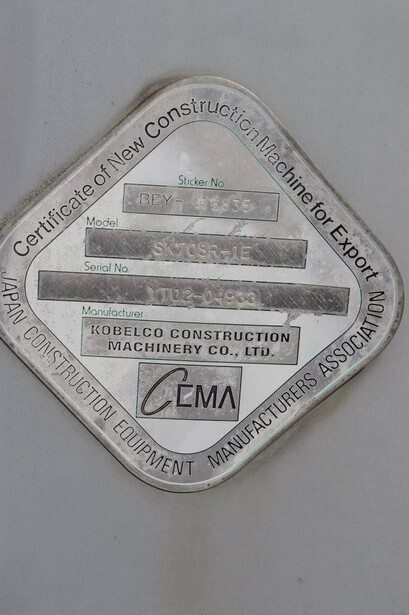 Certificate of New Construction Machine for Export
Sticker No
BEY-
Model
SK70SR-1E
Serial No
Manufacturer
KOBELCO CONSTRUCTION
MACHINERY CO., LTD.
CEMA
JAPAN CONSTRUCTION EQUIPMENT MANUFACTURERS ASSOCIATION